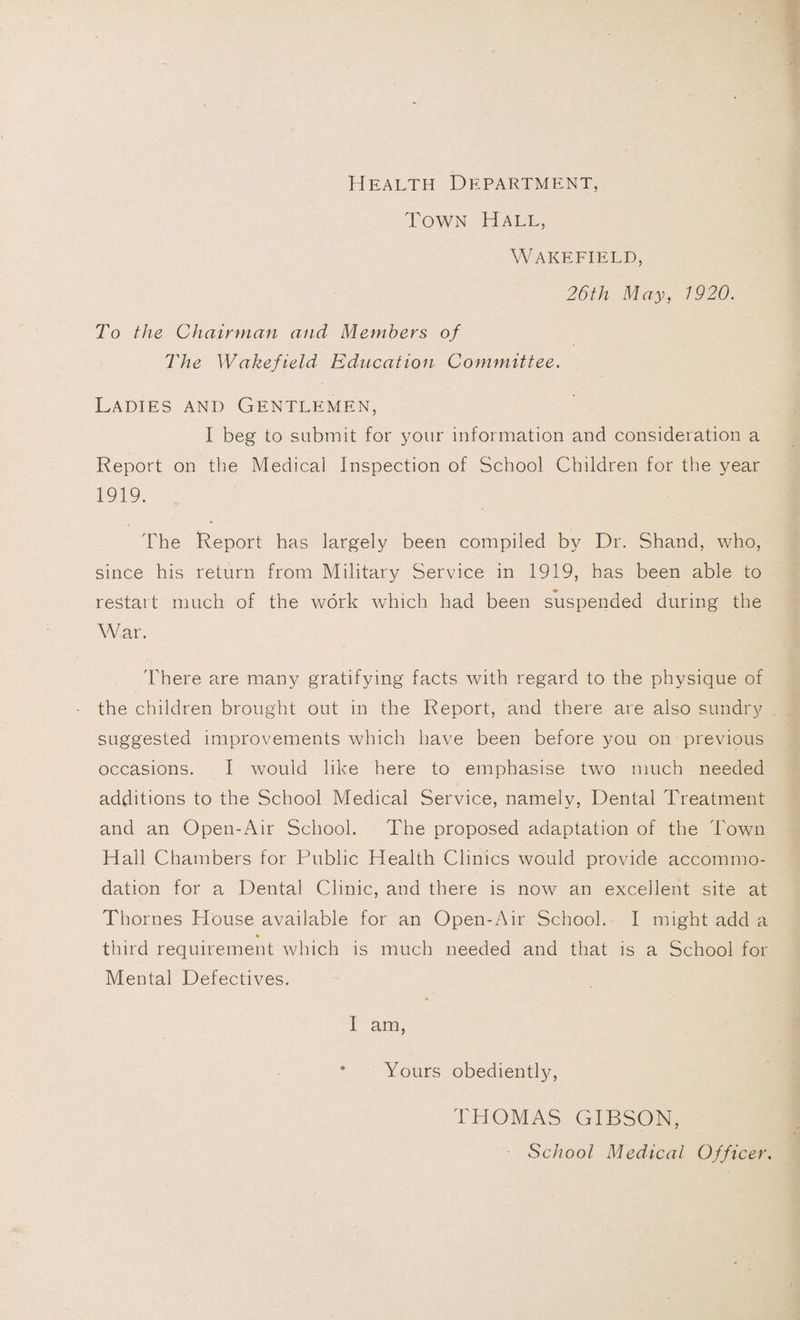 HEALTH DEPARTMENT,
TOWN HALL,
WAKEFIELD,
26th May, 1920.
To the Chairman and Members of
The Wakefield Education Committee.
LADIES AND GENTLEMEN,
I beg to submit for your information and consideration a
Report on the Medical Inspection of School Children for the year
1919.
The Report has largely been compiled by Dr. Shand, who,
since his return from Military Service in 1919, has been able to
restart much of the work which had been suspended during the
War.
There are many gratifying facts with regard to the physique of
the children brought out in the Report, and there are also sundry
suggested improvements which have been before you on previous
occasions. I would like here to emphasise two much needed
additions to the School Medical Service, namely, Dental Treatment
and an Open-Air School. The proposed adaptation of the Town
Hall Chambers for Public Health Clinics would provide accommo-
dation for a Dental Clinic, and there is now an excellent site at
Thornes House available for an Open-Air School. I might add a
third requirement which is much needed and that is a School for
Mental Defectives.
I am,
Yours obediently,
THOMAS GIBSON,
School Medical Officer.